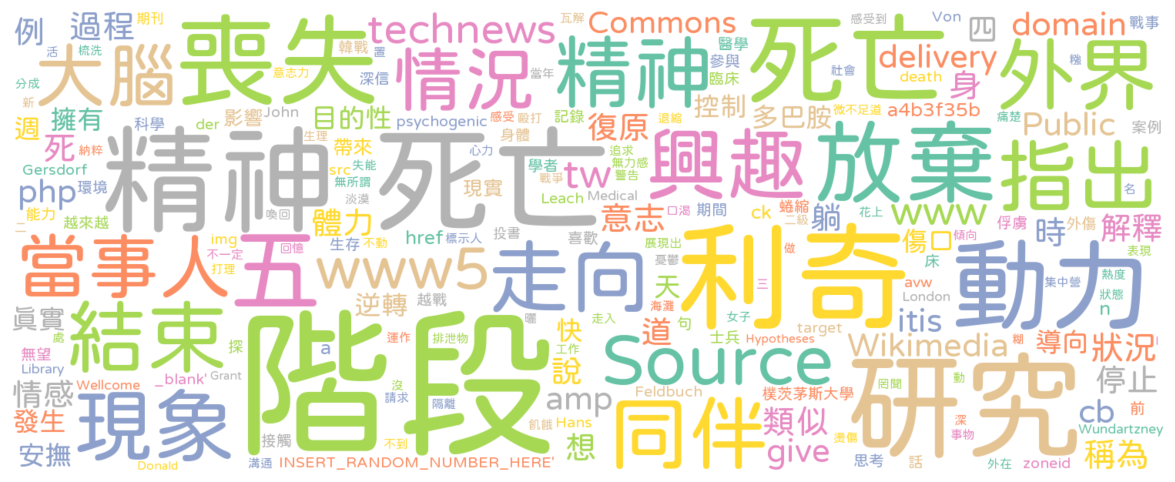 例 過程 期刊
喪失
technews
瓦解
Commons
死亡
感受到 Von
四
domain
戰事
大腦
意志力
韓戰 置
情況
精神
醫學 參與
臨床
社會
delivery
death
身
外界
糨
活 梳洗
分成
新
深信
當年
週 擁有
科學
影響
John
der
目的性
psychogenic
感受 毆打
身體
記錄
復原
退縮
控制
多巴胺
微不足道
a4b3f35b
Public
痛楚
案例
死 納粹
Gersdorf
php 環境
能力
二
越來越
精神 死亡
生理
帶來
src 失能
無所謂
淡漠
喚回
體力
現實
心力
學者
戰爭
Leach
追求
無力感
警告
Medical
tw
興趣
放棄
指出
名
花上
www
傷口
床
俘虜
傾向
時
外傷
解釋
表現
當事人
img
不一定
打理
五
回憶
生存 不動
href
標示人
投書
喜歡
意志
口渴
期間
ck
蜷縮
二級
躺
展現出
憂鬱
天
海灘
三
做
利奇
avw
London
動力
集中營
熱度
狀態
n
www5
逆轉
越戰
走向
曬
走入
女子
句
士兵
道
Hypotheses
target
itis
導向 狀況
糊
Wikimedia
眞實
處
無望
Library
結束
探
階段
運作
a
排泄物
快
工作
說
Source
Feldbuch
樸茨茅斯大學
罔聞
動
研究
停止
前
情感
Wellcome
_blank'
Grant
沒
請求
隔離
amp
飢餓 Hans
同伴
類似
give
燙傷
深
事物
cb
Wundartzney
發生
安撫
現象
Donald
接觸
溝通
INSERT_RANDOM_NUMBER_HERE'
不到
想
思考
話
外在
zoneid
稱為